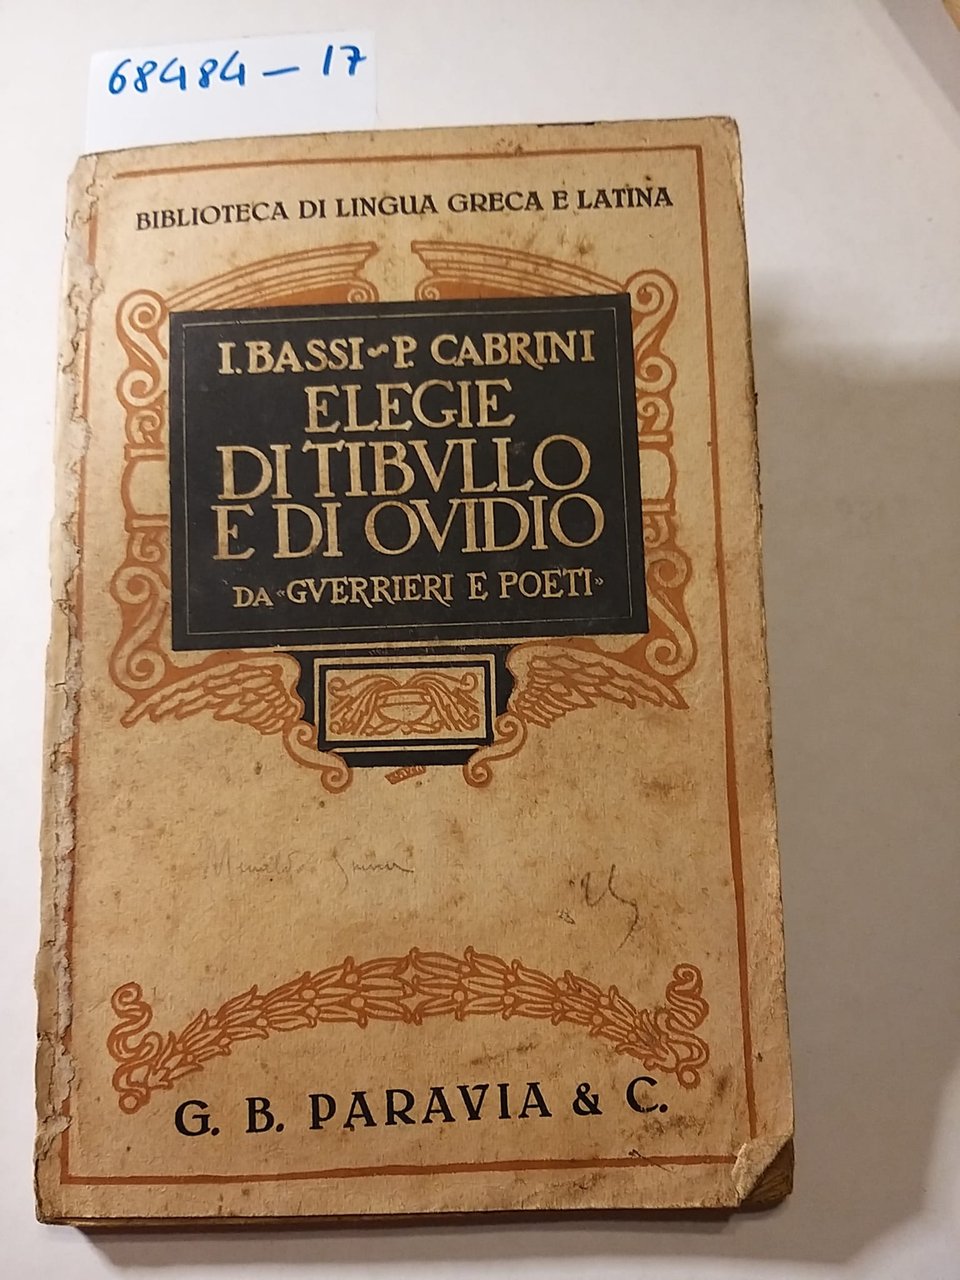 68484 — 17
BIBLIOTECA DI LINGUA GRECA E LATINA
I. BASSI ~ P. CABRINI
ELEGIE
DI TIBVLLO
E DI OVIDIO
DA «GVERRIERI E POETI»
G. B. PARAVIA & C.